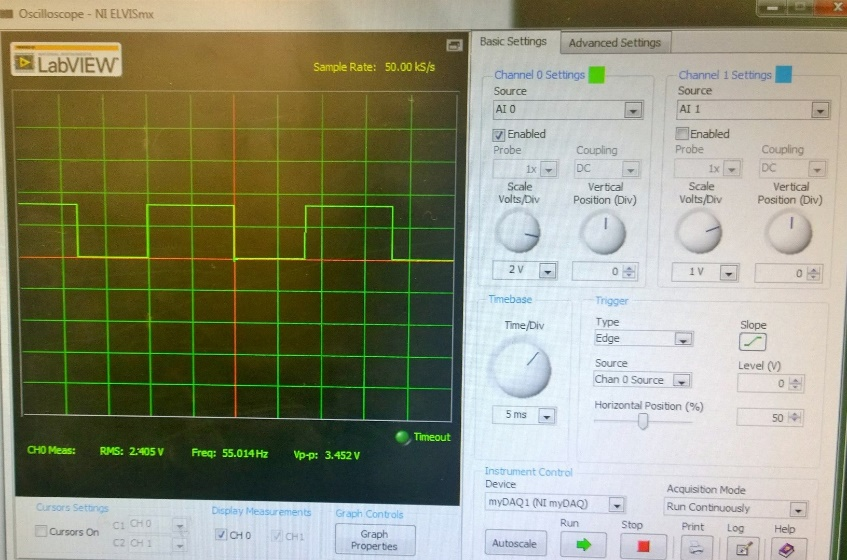 Oscilloscope - NI ELVISmx
LabVIEW
Sample Rate: 50.00 kS/s
CH0 Meas: RMS: 2.405 V Freq: 55.014 Hz Vp-p: 3.452 V
Timeout
Basic Settings Advanced Settings
Channel 0 Settings
Source
AI 0
Enabled
Probe Coupling
1x DC
Scale Vertical
Volts/Div Position (Div)
2 V 0
Channel 1 Settings
Source
AI 1
Enabled
Probe Coupling
1x DC
Scale Vertical
Volts/Div Position (Div)
1 V 0
Timebase
Time/Div
5 ms
Trigger
Type
Edge
Slope
Source
Chan 0 Source
Level (V)
0
Horizontal Position (%)
50
Cursors Settings
Cursors On
C1 CH 0
C2 CH 1
Display Measurements
CH 0 CH 1
Graph Controls
Graph
Properties
Instrument Control
Device
myDAQ1 (NI myDAQ)
Acquisition Mode
Run Continuously
Run Stop Print Log Help
Autoscale